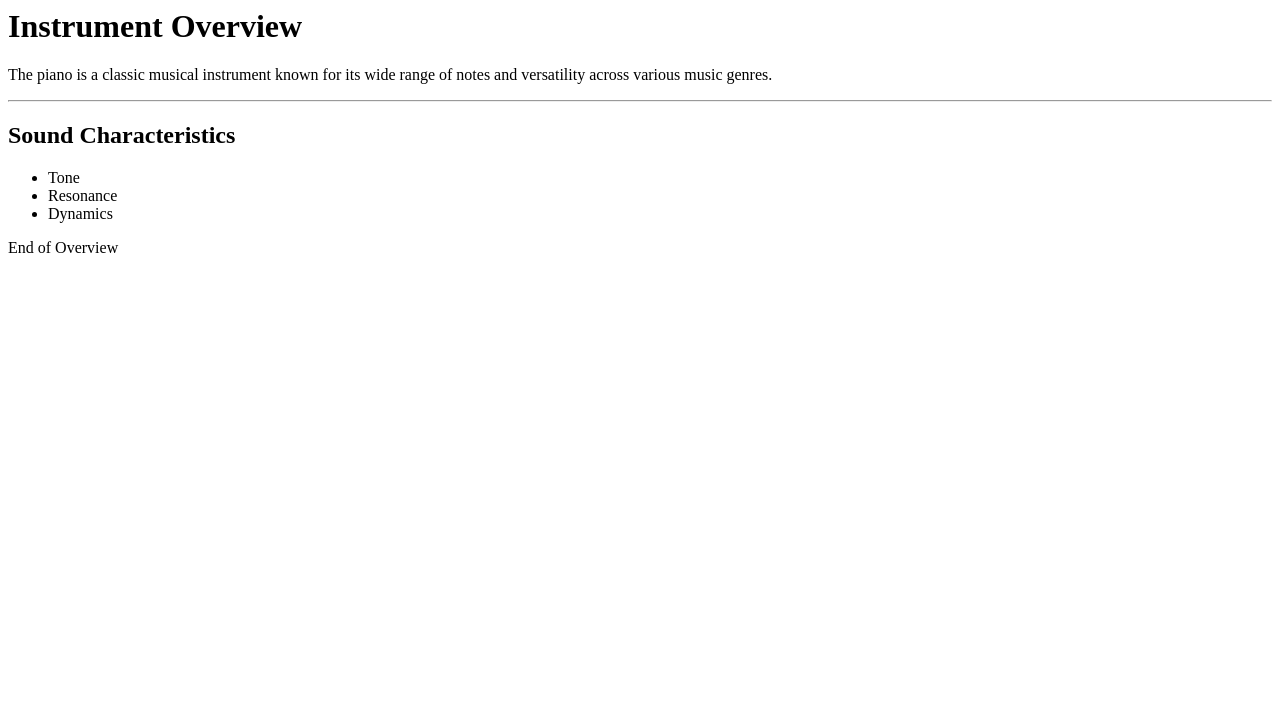 Instrument Overview
The piano is a classic musical instrument known for its wide range of notes and versatility across various music genres.
Sound Characteristics
Tone
Resonance
Dynamics
End of Overview